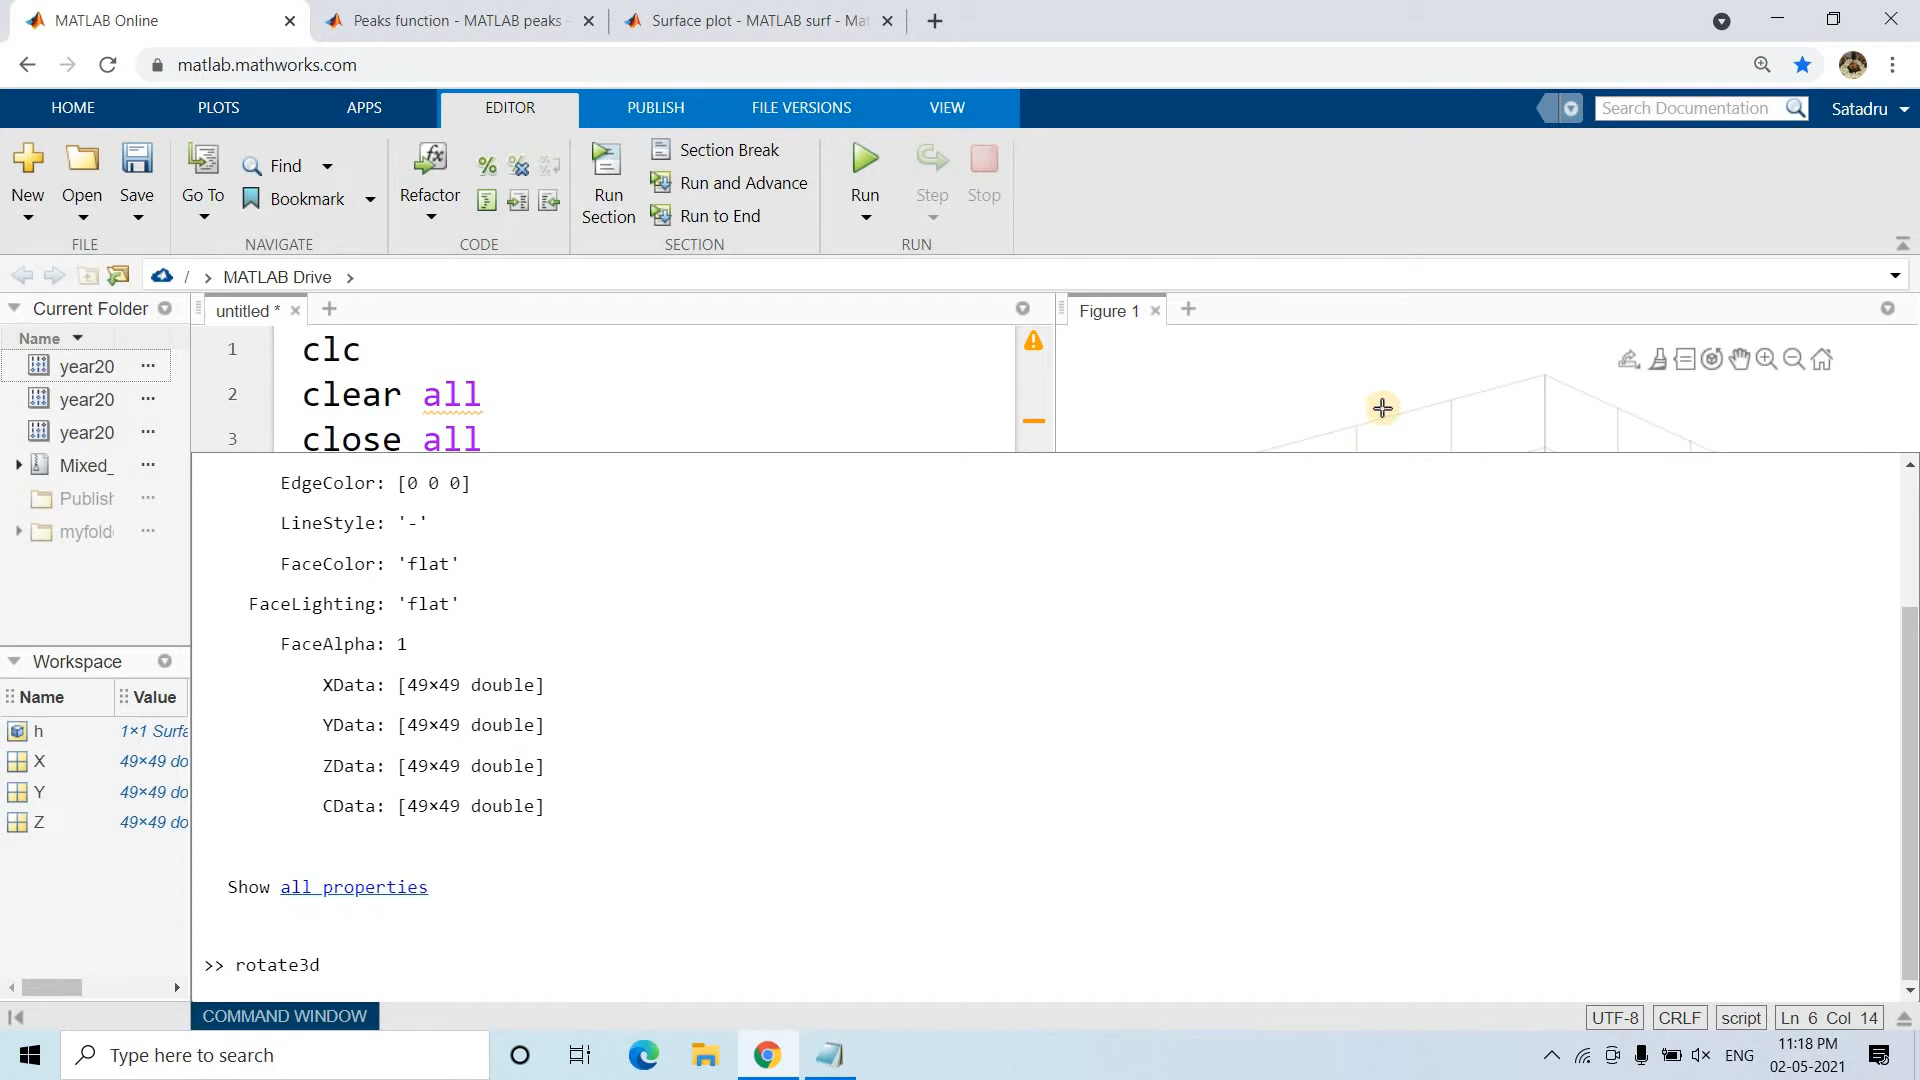 MATLAB Online
Peaks function - MATLAB peaks -
Surface plot - MATLAB surf - Mat
matlab.mathworks.com
HOME PLOTS APPS EDITOR PUBLISH FILE VERSIONS VIEW
Search Documentation
Satadru
New
Open
Save
FILE
Go To
Find
Bookmark
NAVIGATE
Refactor
CODE
Run
Section
Section Break
Run and Advance
Run to End
SECTION
Run
Step
Stop
RUN
/ > MATLAB Drive >
Current Folder
Name
year20
year20
year20
Mixed_
Publish
myfold
untitled *
Figure 1
1 clc
2 clear all
3 close all
EdgeColor: [0 0 0]
LineStyle: '-'
FaceColor: 'flat'
FaceLighting: 'flat'
FaceAlpha: 1
XData: [49×49 double]
YData: [49×49 double]
ZData: [49×49 double]
CData: [49×49 double]
Show all properties
>> rotate3d
COMMAND WINDOW
Workspace
Name Value
h 1×1 Surfa
X 49×49 do
Y 49×49 do
Z 49×49 do
UTF-8 CRLF script Ln 6 Col 14
Type here to search
ENG
11:18 PM
02-05-2021